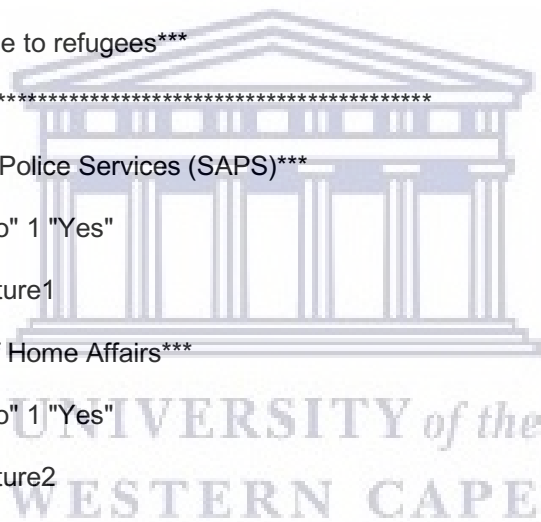 e to refugees***
******************************************
Police Services (SAPS)***
o" 1 "Yes"
ture1
Home Affairs***
o" 1 "Yes"
ture2
UNIVERSITY of the
WESTERN CAPE